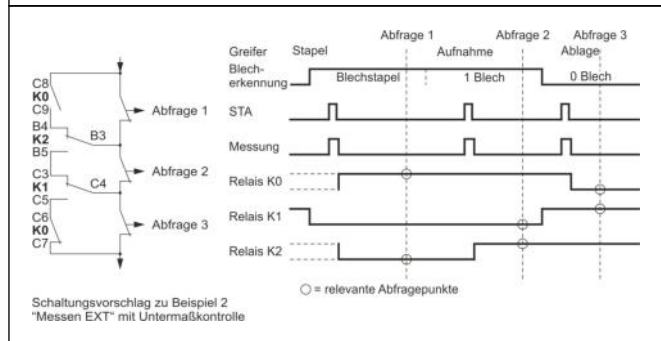 C8
K0
C9
B4
K2
B3
B5
C3
K1
C4
C5
C6
K0
C7
Abfrage 1
Abfrage 2
Abfrage 3
Abfrage 1
Abfrage 2
Abfrage 3
Greifer
Stapel
Aufnahme
Ablage
Blech-
erkennung
Blechstapel
1 Blech
0 Blech
STA
Messung
Relais K0
Relais K1
Relais K2
= relevante Abfragepunkte
Schaltungsvorschlag zu Beispiel 2
"Messen EXT" mit Untermaßkontrolle